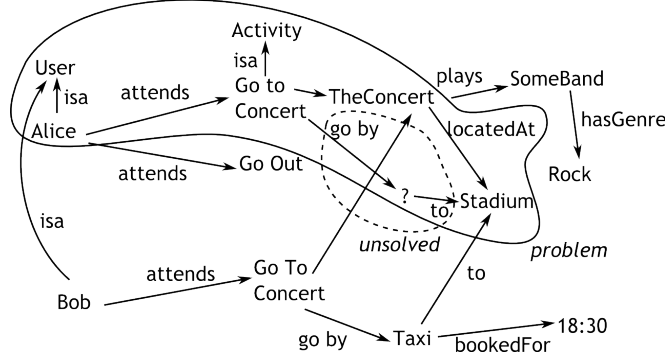 Activity
User
isa
isa
attends
Go to
Concert
TheConcert
plays
SomeBand
hasGenre
Alice
go by
locatedAt
attends
Go Out
Rock
?
to
Stadium
isa
unsolved
problem
attends
Go To
Concert
to
Bob
go by
Taxi
bookedFor
18:30